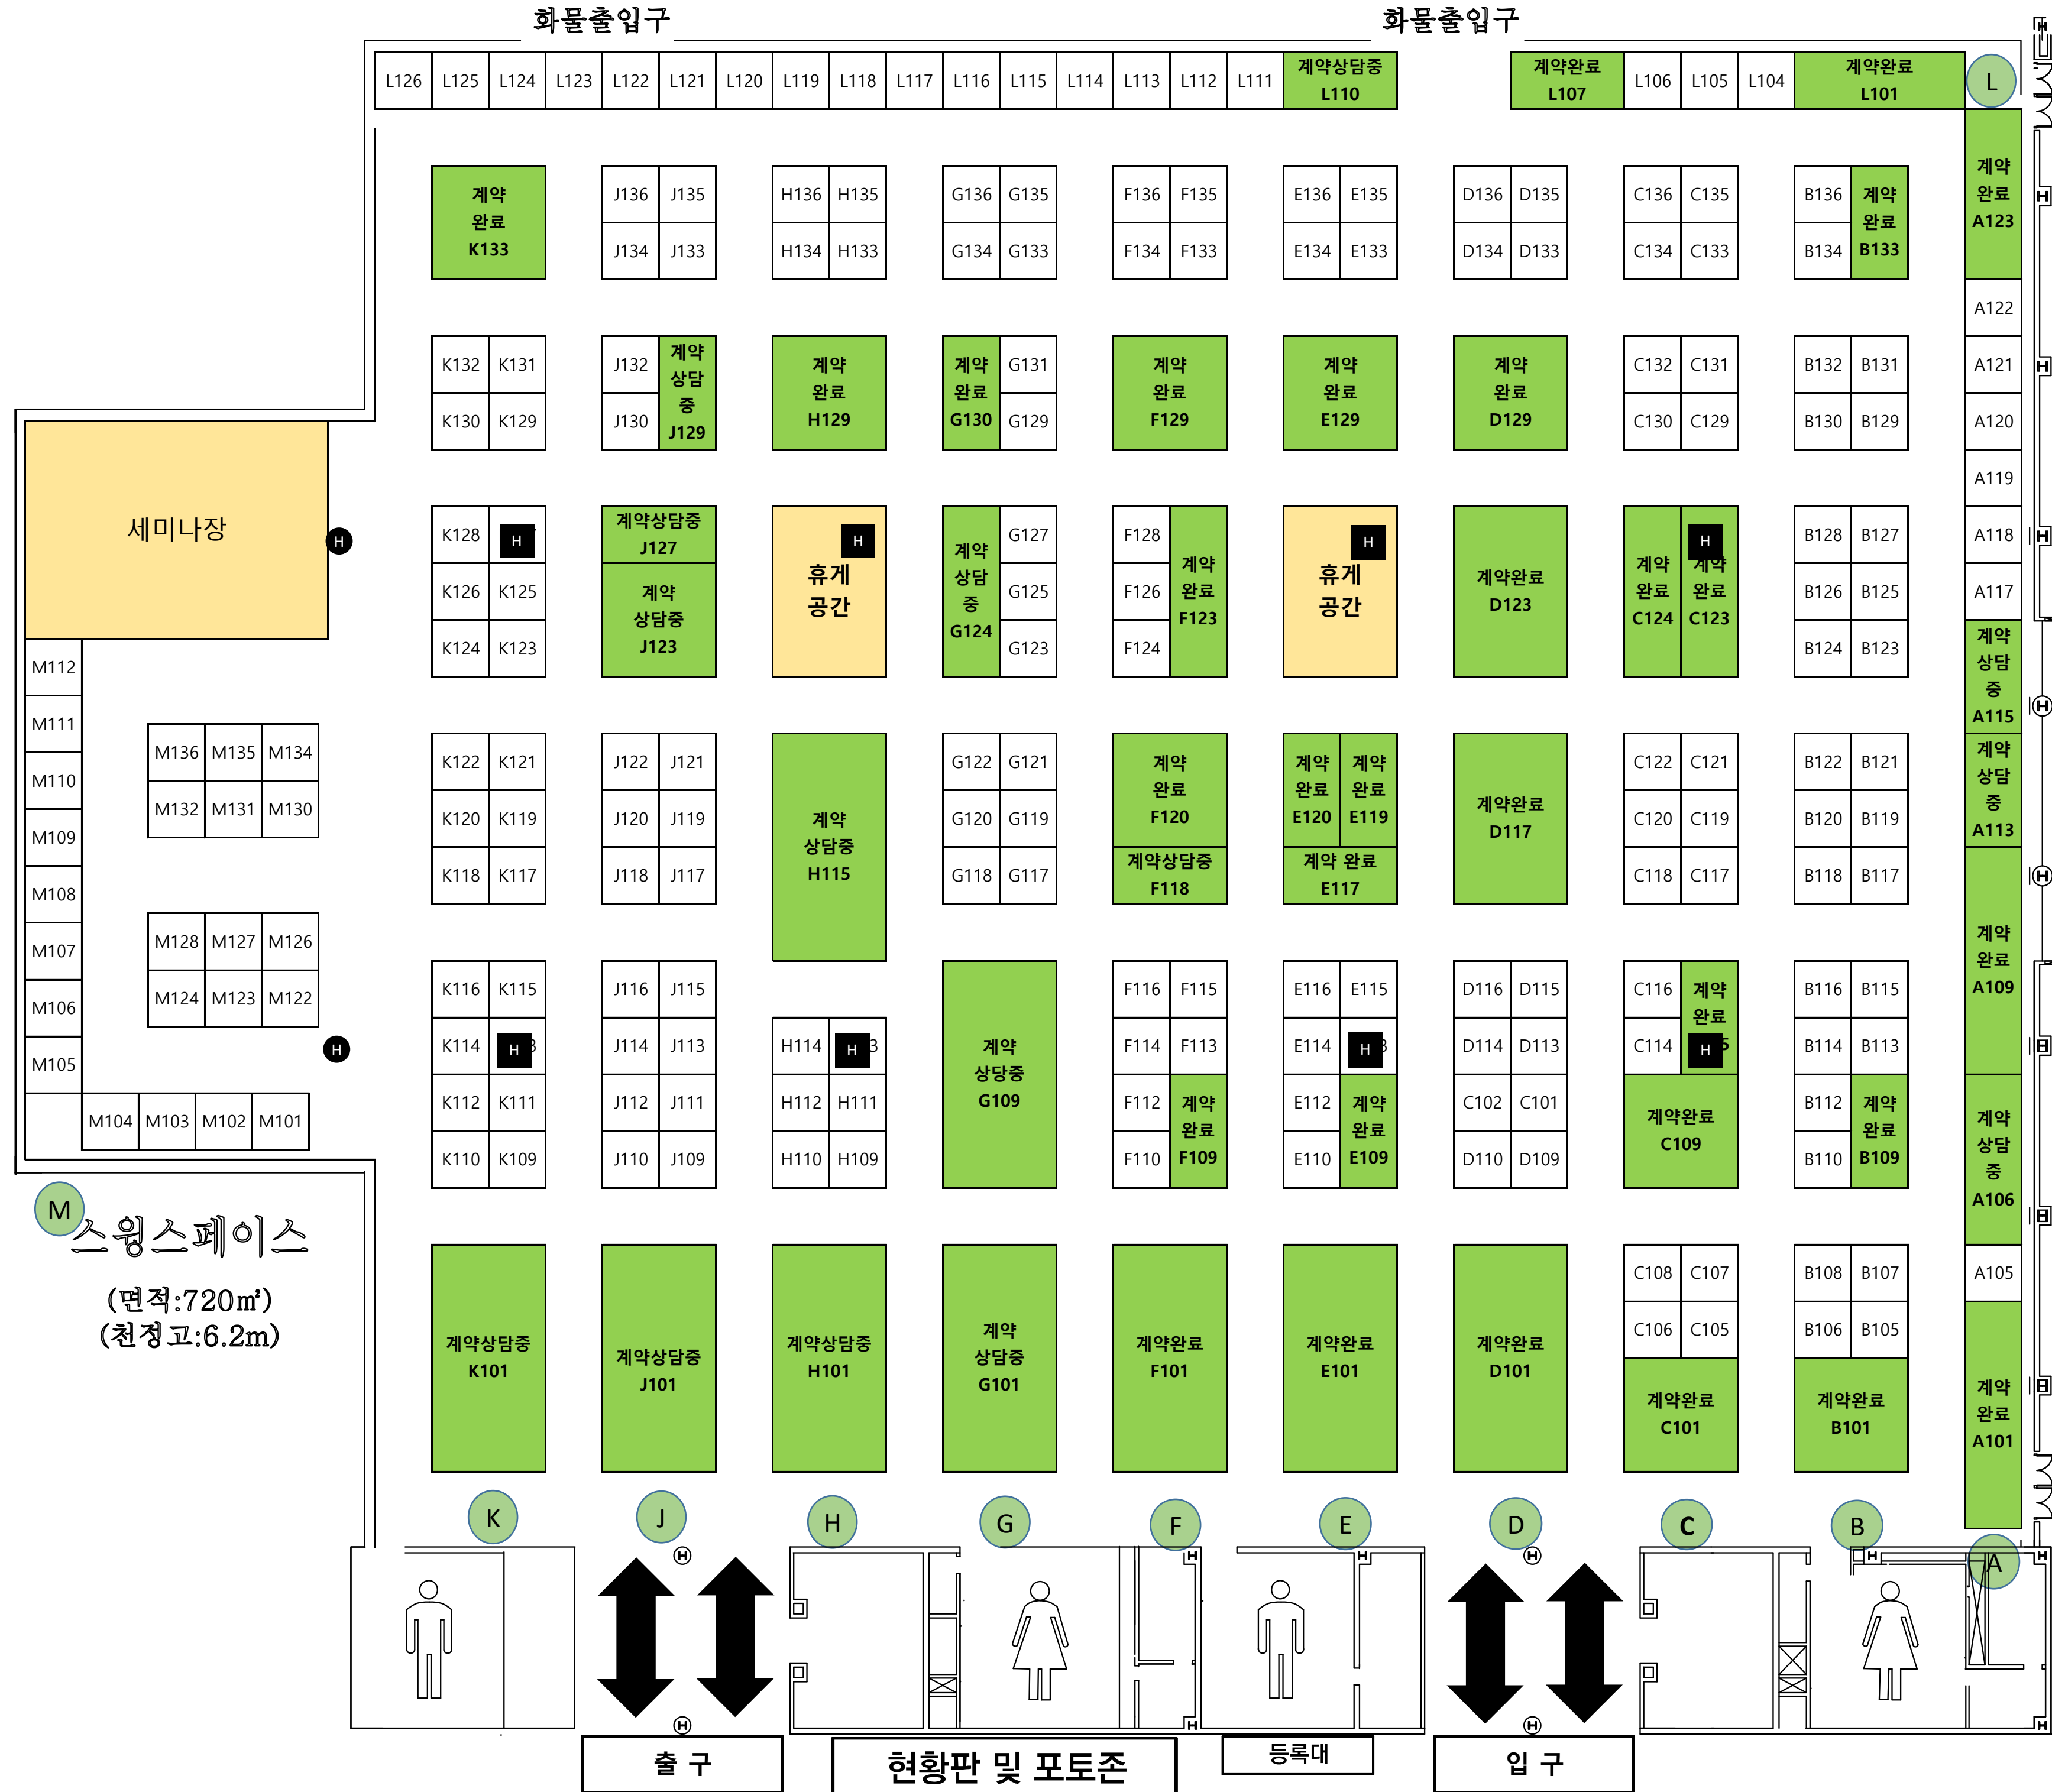 화물출입구 화물출입구
L126 L125 L124 L123 L122 L121 L120 L119 L118 L117 L116 L115 L114 L113 L112 L111 계약상담중 L110 계약완료 L107 L106 L105 L104 계약완료 L101 L
계약 완료 K133
J136 J135
J134 J133
H136 H135
H134 H133
G136 G135
G134 G133
F136 F135
F134 F133
E136 E135
E134 E133
D136 D135
D134 D133
C136 C135
C134 C133
B136
B134
계약 완료 B133
계약 완료 A123
A122
K132 K131
K130 K129
J132
J130
계약 상담 중 J129
계약 완료 H129
계약 완료 G130
G131
G129
계약 완료 F129
계약 완료 E129
계약 완료 D129
C132 C131
C130 C129
B132 B131
B130 B129
A121
A120
A119
세미나장
H
K128 H
K126 K125
K124 K123
계약상담중 J127
계약 상담중 J123
휴게 공간
H
계약 상담 중 G124
G127
G125
G123
F128
F126
F124
계약 완료 F123
휴게 공간
H
계약완료 D123
계약 완료 C124
H
계약 완료 C123
B128 B127
B126 B125
B124 B123
A118
A117
계약 상담 중 A115
계약 상담 중 A113
M112
M111
M110
M109
M108
M107
M106
M105
M104 M103 M102 M101
M136 M135 M134
M132 M131 M130
M128 M127 M126
M124 M123 M122
H
K122 K121
K120 K119
K118 K117
J122 J121
J120 J119
J118 J117
계약 상담중 H115
G122 G121
G120 G119
G118 G117
계약 완료 F120
계약상담중 F118
계약 완료 E120
계약 완료 E119
계약 완료 E117
계약완료 D117
C122 C121
C120 C119
C118 C117
B122 B121
B120 B119
B118 B117
계약 완료 A109
K116 K115
K114 H
K112 K111
K110 K109
J116 J115
J114 J113
J112 J111
J110 J109
H114 H
H112 H111
H110 H109
계약 상당중 G109
F116 F115
F114 F113
F112
F110
계약 완료 F109
E116 E115
E114 H
E112
E110
계약 완료 E109
D116 D115
D114 D113
C102 C101
D110 D109
C116
C114
계약 완료
H
계약완료 C109
B116 B115
B114 B113
B112
B110
계약 완료 B109
계약 상담 중 A106
A105
M
스윙스페이스
(면적:720㎡)
(천정고:6.2m)
계약상담중 K101
계약상담중 J101
계약상담중 H101
계약 상담중 G101
계약완료 F101
계약완료 E101
계약완료 D101
C108 C107
C106 C105
계약완료 C101
B108 B107
B106 B105
계약완료 B101
계약 완료 A101
K J H G F E D C B A
출 구
현황판 및 포토존
등록대
입 구